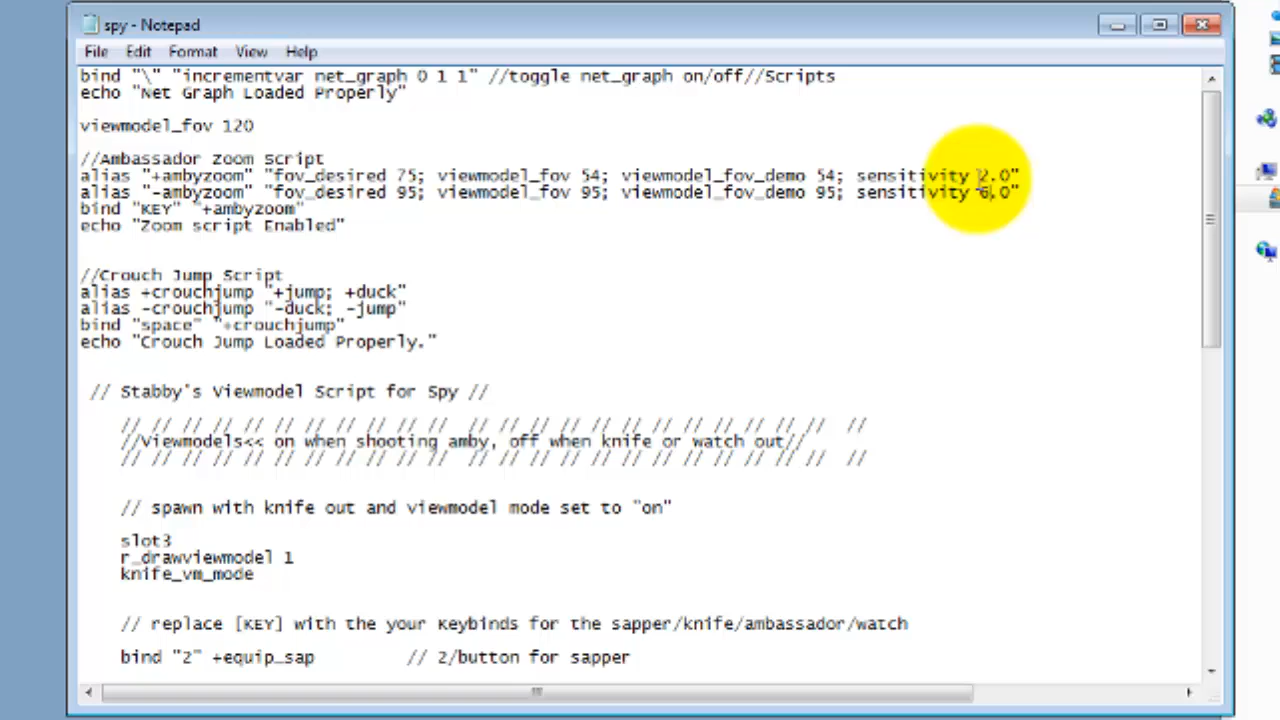 spy - Notepad
File Edit Format View Help
bind "\" "incrementvar net_graph 0 1 1" //toggle net_graph on/off//Scripts
echo "Net Graph Loaded Properly"
viewmodel_fov 120
//Ambassador Zoom Script
alias "+ambyzoom" "fov_desired 75; viewmodel_fov 54; viewmodel_fov_demo 54; sensitivity 2.0"
alias "-ambyzoom" "fov_desired 95; viewmodel_fov 95; viewmodel_fov_demo 95; sensitivity 6.0"
bind "KEY" "+ambyzoom"
echo "Zoom script Enabled"
//Crouch Jump Script
alias +crouchjump "+jump; +duck"
alias -crouchjump "-duck; -jump"
bind "space" "+crouchjump"
echo "Crouch Jump Loaded Properly."
// Stabby's Viewmodel Script for Spy //
// // // // // // // // // // // // // // // // // // // // // // // //
//Viewmodels<< on when shooting amby, off when knife or watch out//
// // // // // // // // // // // // // // // // // // // // // // // //
// spawn with knife out and viewmodel mode set to "on"
slot3
r_drawviewmodel 1
knife_vm_mode
// replace [KEY] with the your keybinds for the sapper/knife/ambassador/watch
bind "2" +equip_sap // 2/button for sapper